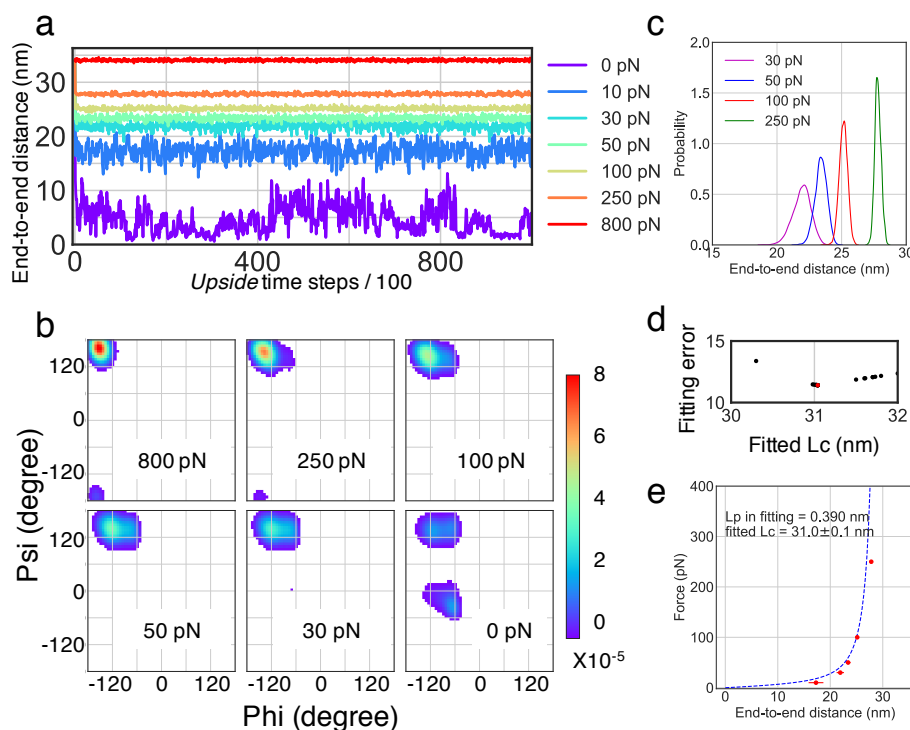 a
End-to-end distance (nm)
30
20
10
0
0
400
800
Upside time steps / 100
0 pN
10 pN
30 pN
50 pN
100 pN
250 pN
800 pN
c
Probability
2.0
1.5
1.0
0.5
0.0
15
20
25
30
End-to-end distance (nm)
30 pN
50 pN
100 pN
250 pN
b
Psi (degree)
120
0
-120
800 pN
250 pN
100 pN
120
0
-120
50 pN
30 pN
0 pN
-120
0
120
-120
0
120
-120
0
120
Phi (degree)
8
6
4
2
0
X10-5
d
Fitting error
15
10
30
31
32
Fitted Lc (nm)
e
Force (pN)
400
300
200
100
0
Lp in fitting = 0.390 nm
fitted Lc = 31.0±0.1 nm
0
10
20
30
End-to-end distance (nm)